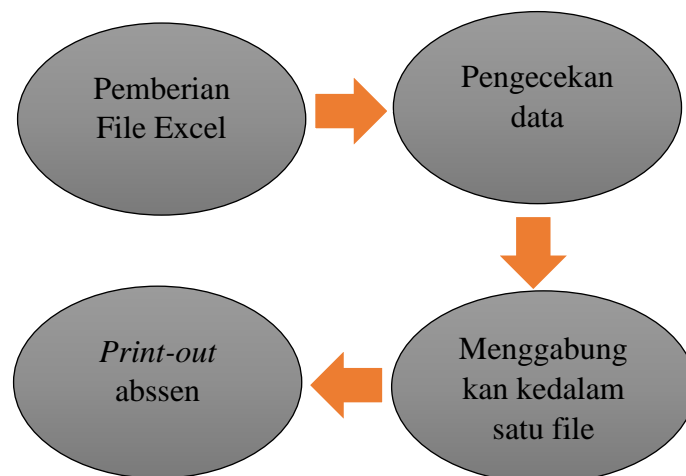 Pemberian
File Excel
Pengecekan
data
Menggabung
kan kedalam
satu file
Print-out
abssen